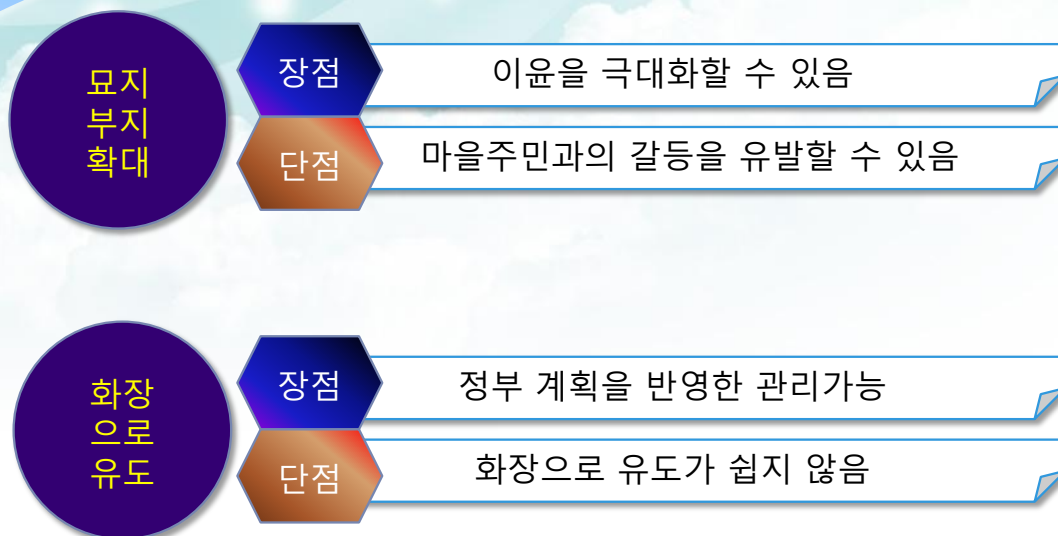 묘지
부지
확대
장점
이윤을 극대화할 수 있음
단점
마을주민과의 갈등을 유발할 수 있음
화장
으로
유도
장점
정부 계획을 반영한 관리가능
단점
화장으로 유도가 쉽지 않음